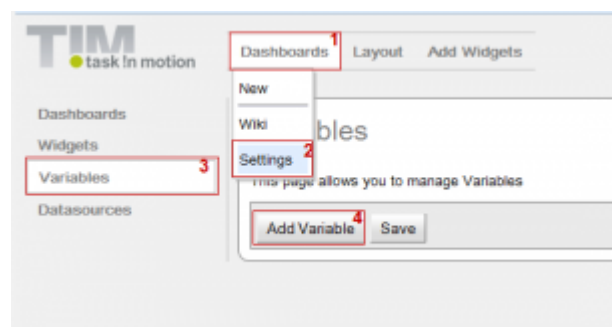 TIM
task !n motion
Dashboards 1 Layout Add Widgets
New
Wiki
Settings 2
Dashboards
Widgets
Variables 3
Datasources
bles
This page allows you to manage Variables
Add Variable 4 Save